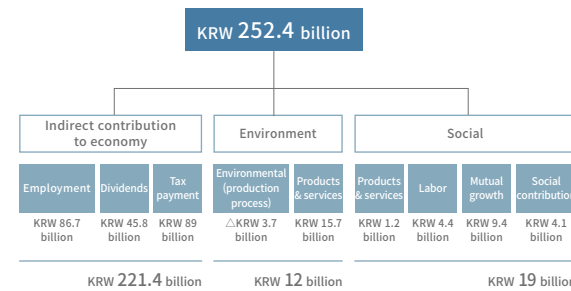 KRW 252.4 billion
Indirect contribution
to economy
Environment
Social
Employment
Dividends
Tax
payment
Environmental
(production
process)
Products
& services
Products
& services
Labor
Mutual
growth
Social
contribution
KRW 86.7
billion
KRW 45.8
billion
KRW 89
billion
△KRW 3.7
billion
KRW 15.7
billion
KRW 1.2
billion
KRW 4.4
billion
KRW 9.4
billion
KRW 4.1
billion
KRW 221.4 billion
KRW 12 billion
KRW 19 billion